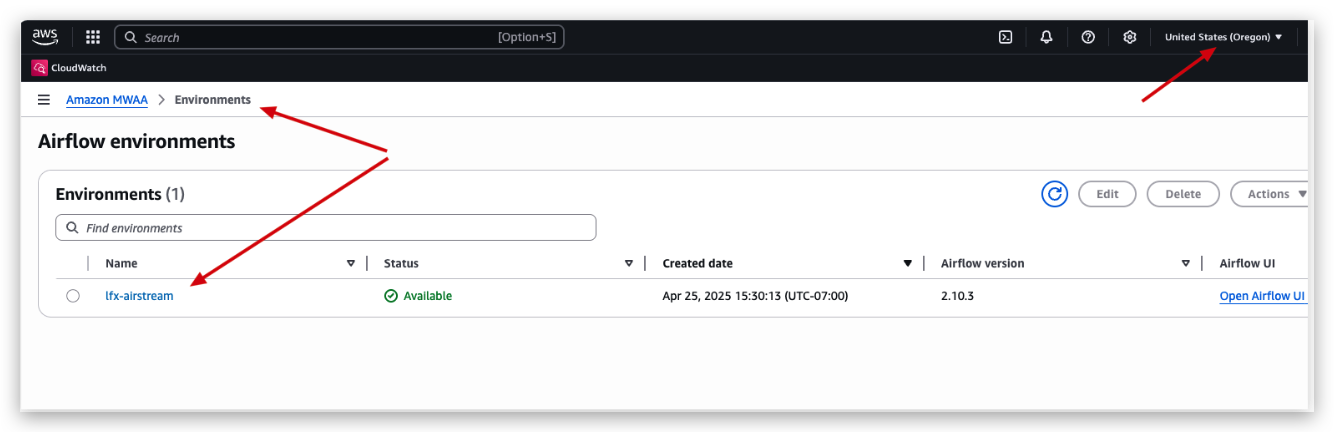 aws Search [Option+S] United States (Oregon)
CloudWatch
Amazon MWAA > Environments
Airflow environments
Environments (1) Edit Delete Actions
Find environments
Name Status Created date Airflow version Airflow UI
lfx-airstream Available Apr 25, 2025 15:30:13 (UTC-07:00) 2.10.3 Open Airflow UI